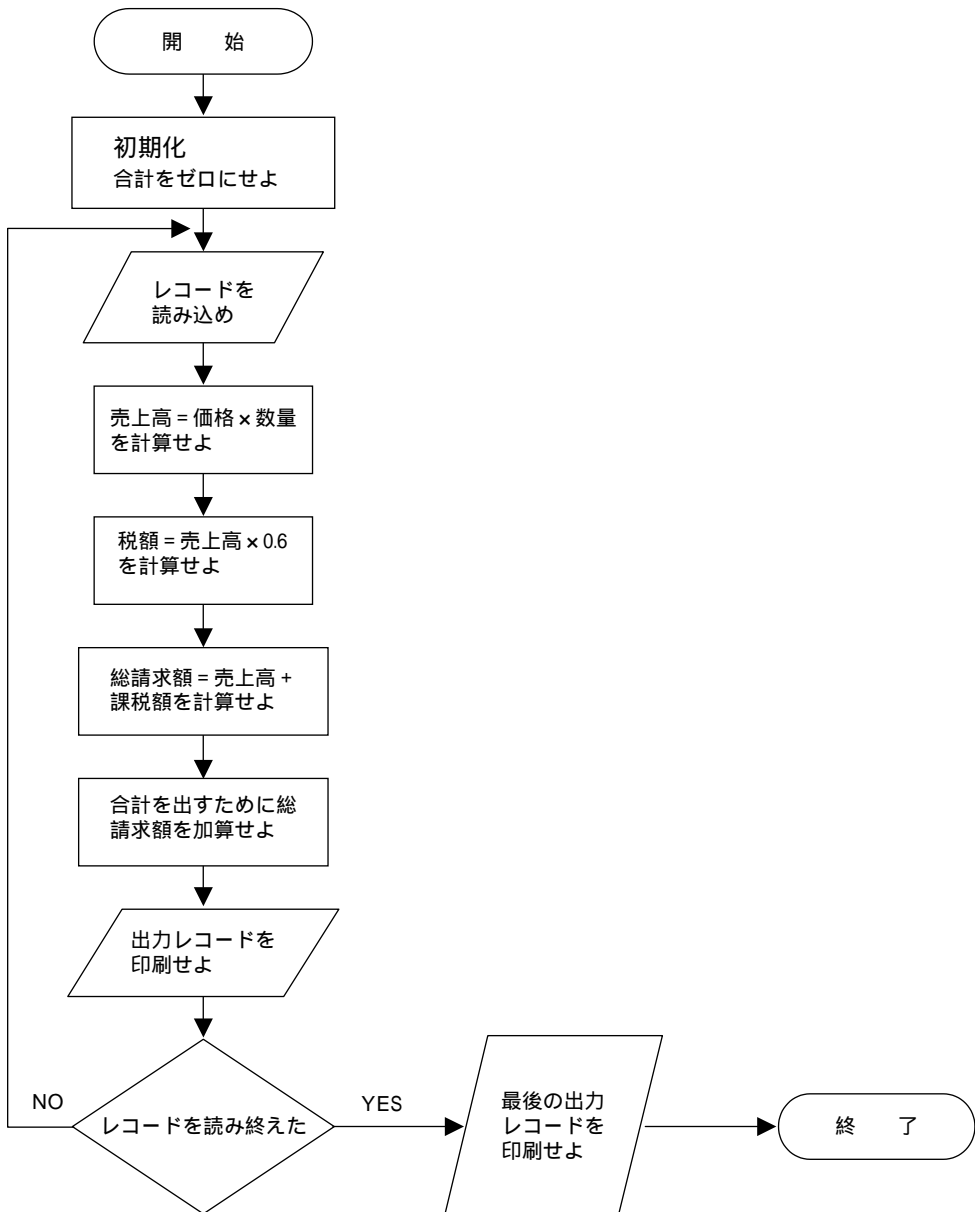 開 始
初期化
合計をゼロにせよ
レコードを
読み込め
売上高 = 価格 × 数量
を計算せよ
税額 = 売上高 × 0.6
を計算せよ
総請求額 = 売上高 +
課税額を計算せよ
合計を出すために総
請求額を加算せよ
出力レコードを
印刷せよ
NO
レコードを読み終えた
YES
最後の出力
レコードを
印刷せよ
終 了